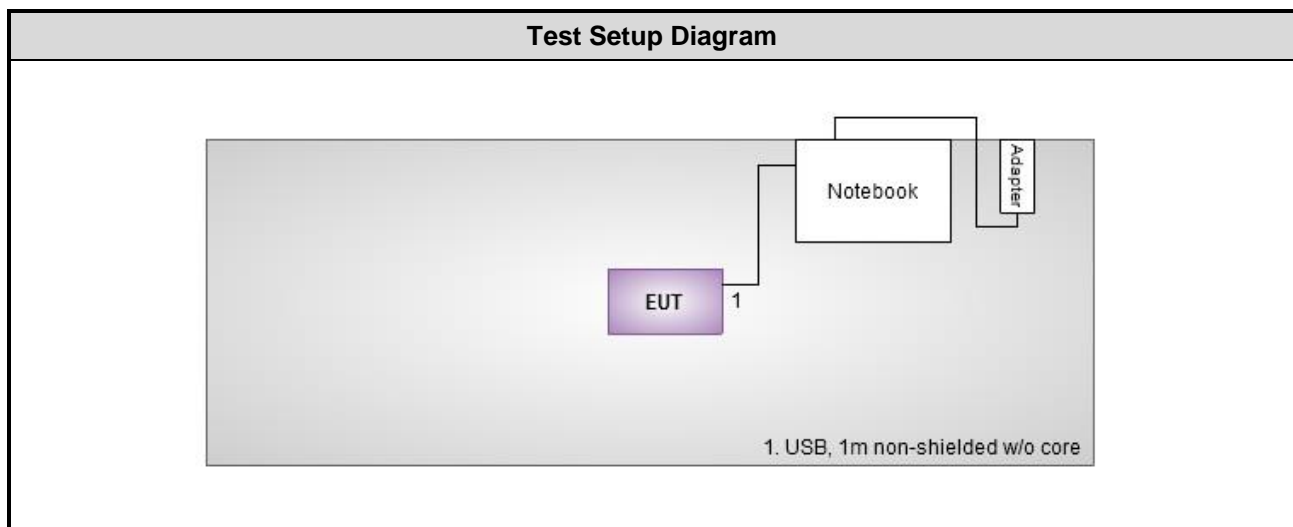 Test Setup Diagram
Notebook
Adapter
EUT
1
1. USB, 1m non-shielded w/o core